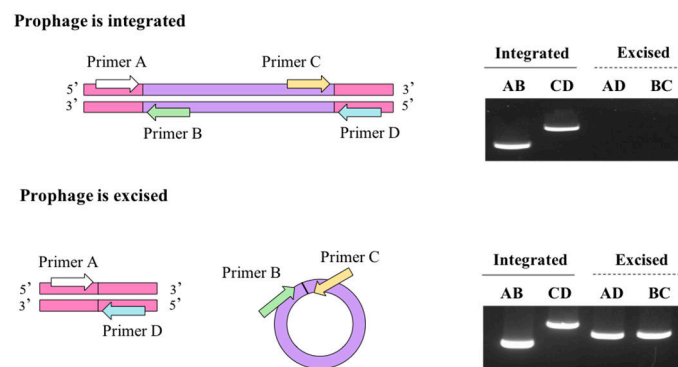 Prophage is integrated
Primer A
Primer C
5’ 3’
3’ 5’
Primer B
Primer D
Integrated Excised
AB CD AD BC
Prophage is excised
Primer A
5’ 3’
3’ 5’
Primer D
Primer B
Primer C
Integrated Excised
AB CD AD BC